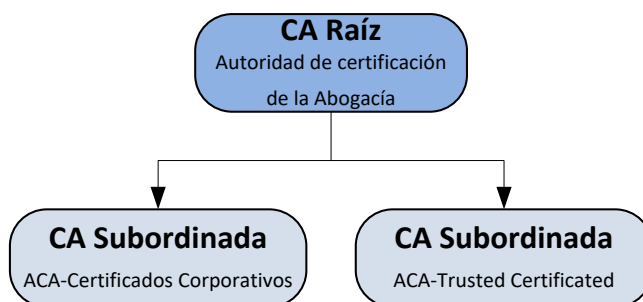 CA Raíz
Autoridad de certificación
de la Abogacía
CA Subordinada
ACA-Certificados Corporativos
CA Subordinada
ACA-Trusted Certificated